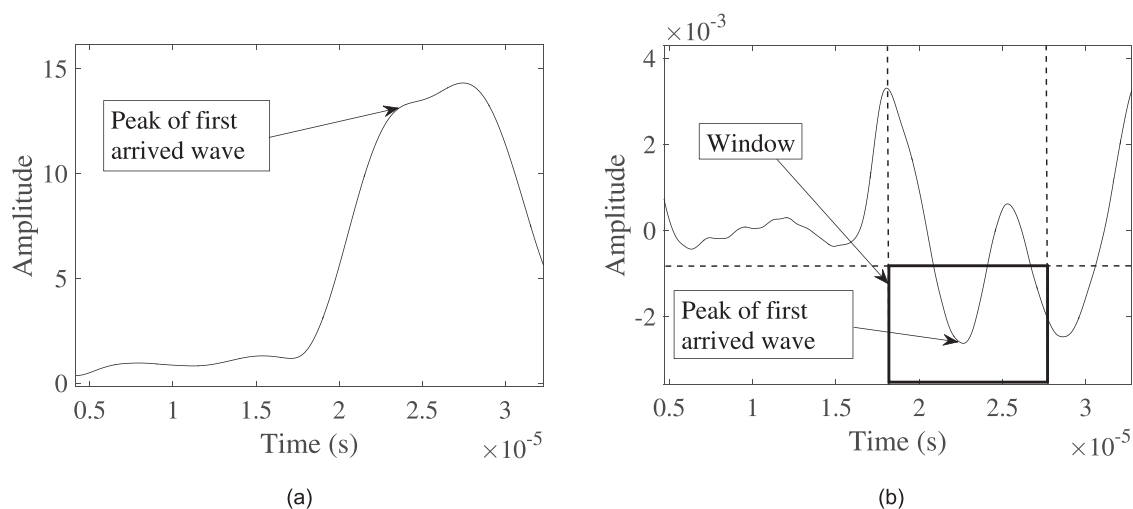 15
10
5
0
Amplitude
Peak of first
arrived wave
0.5
1
1.5
2
2.5
3
Time (s)
×10-5
(a)
×10-3
4
2
0
-2
Amplitude
Window
Peak of first
arrived wave
0.5
1
1.5
2
2.5
3
Time (s)
×10-5
(b)